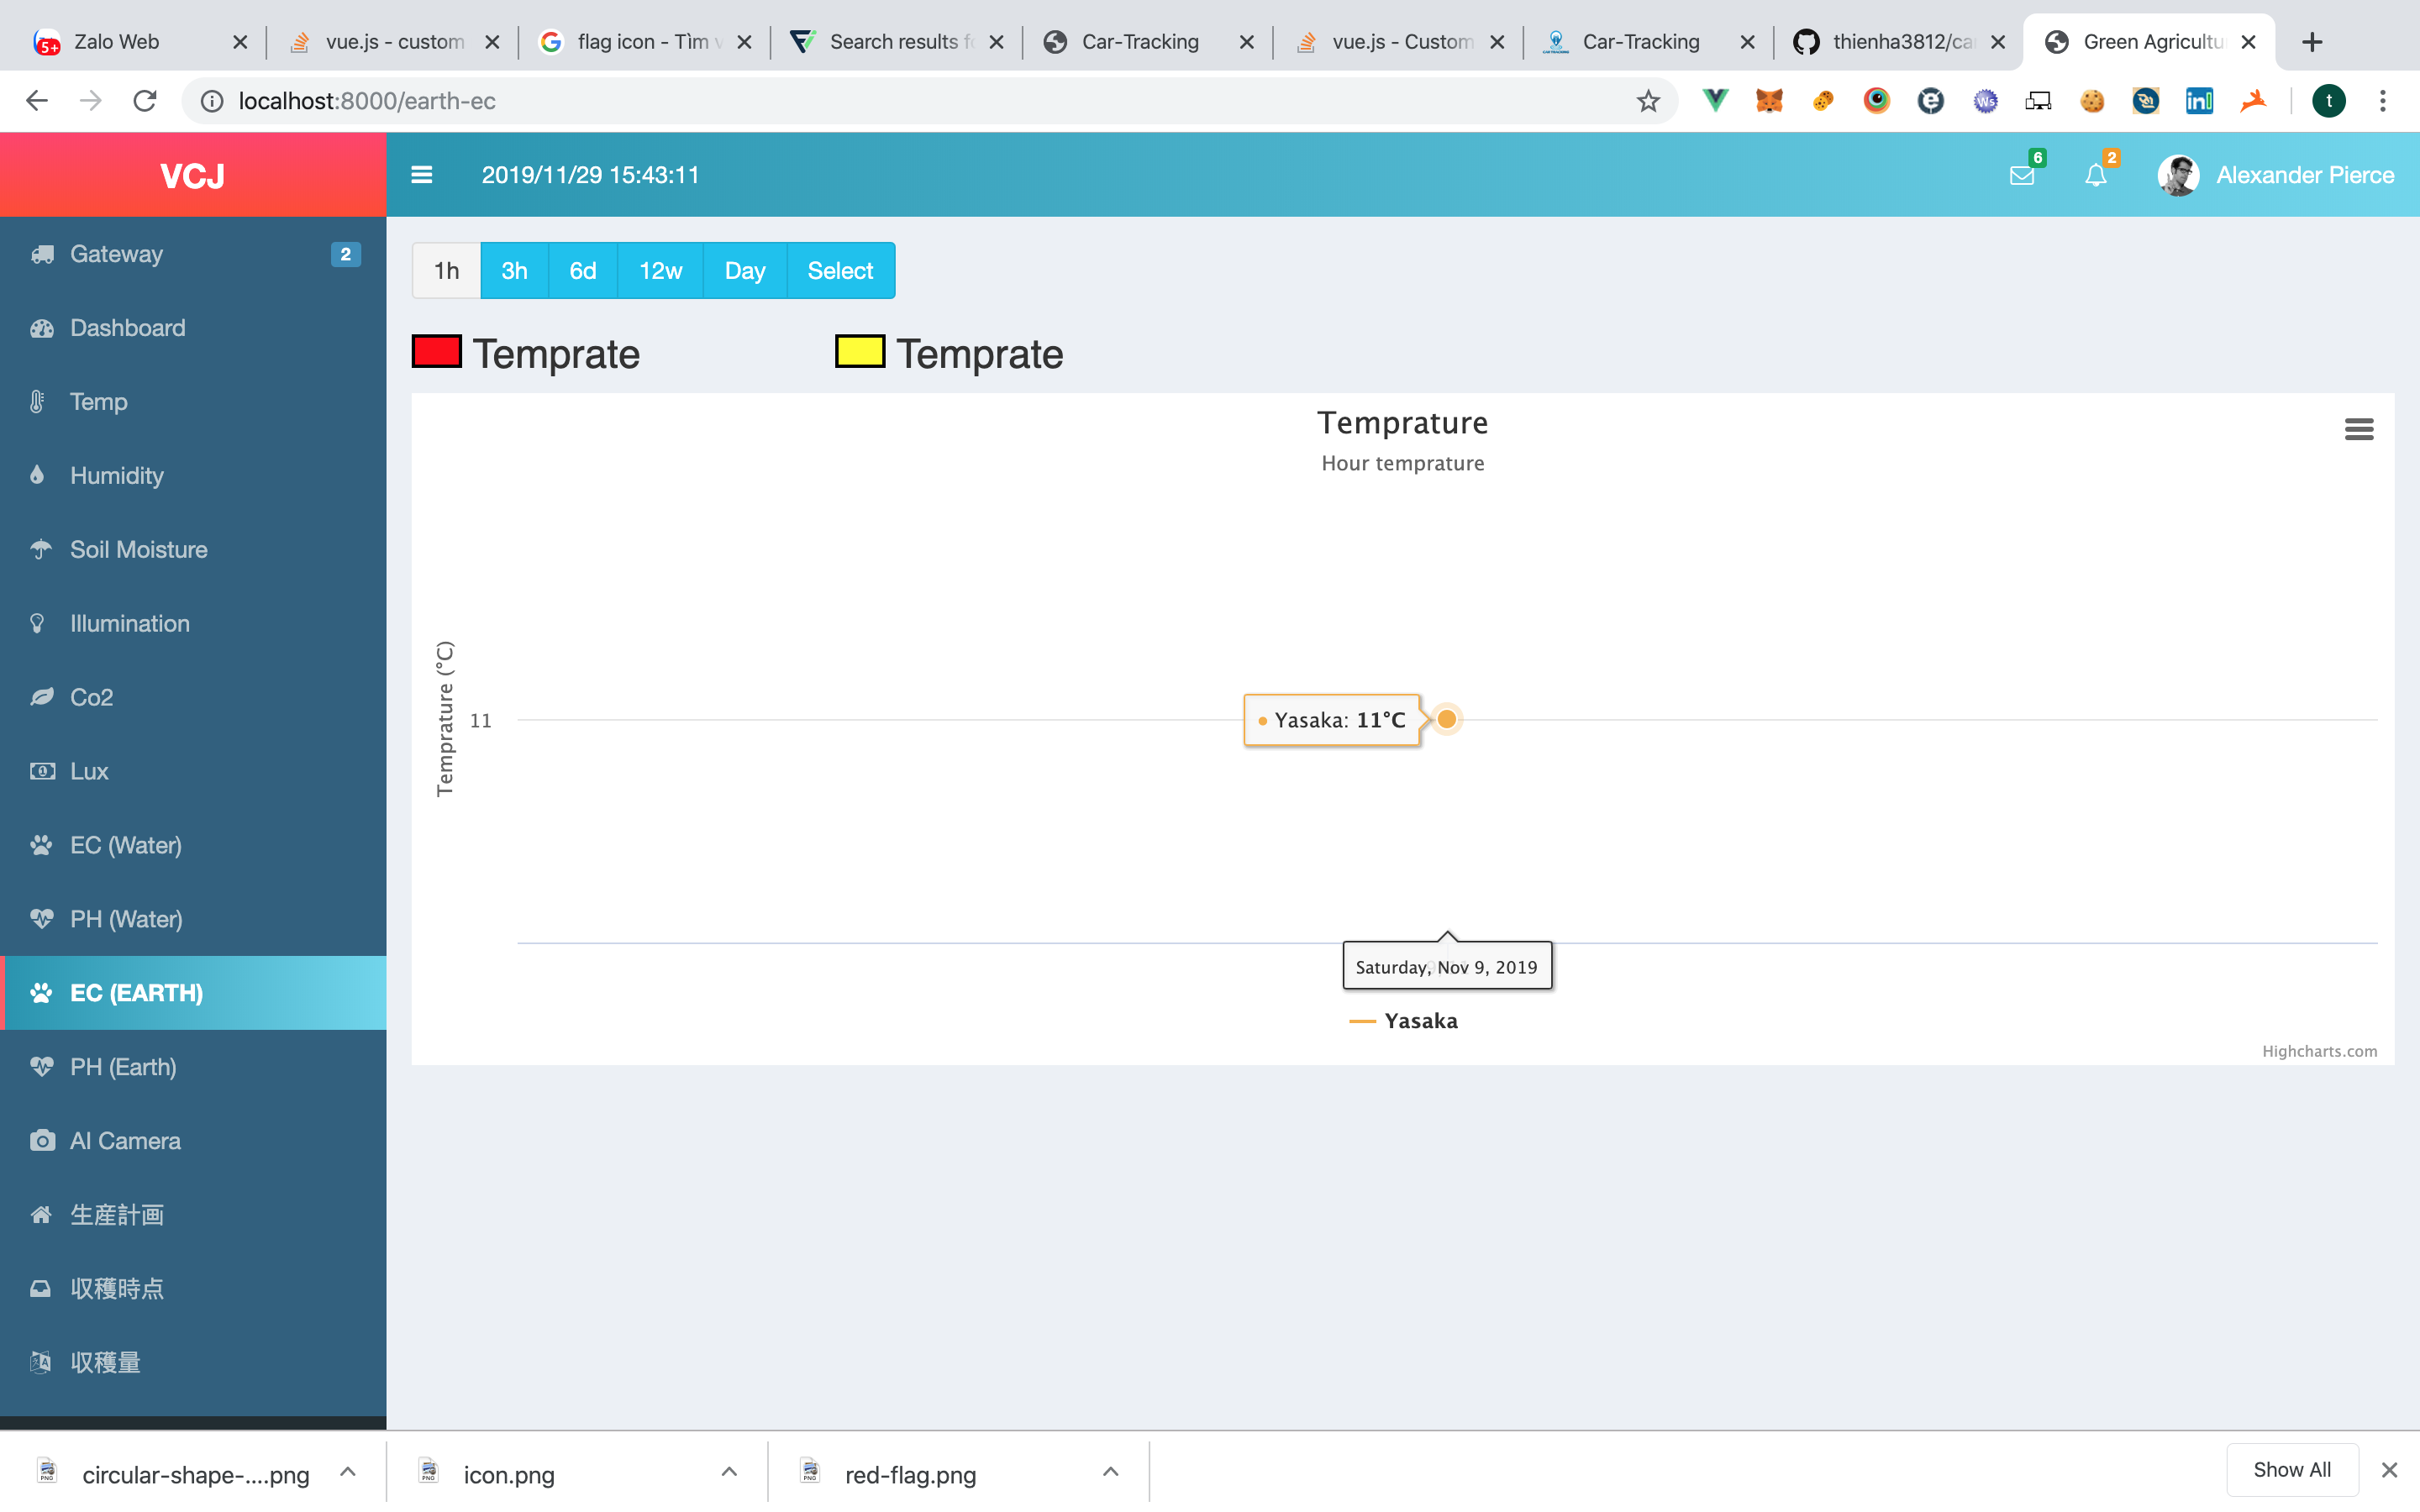 Zalo Web
vue.js - custom
flag icon - Tìm v
Search results f
Car-Tracking
vue.js - Custom
Car-Tracking
thienha3812/ca
Green Agricultu
localhost:8000/earth-ec
t
VCJ
2019/11/29 15:43:11
6
2
Alexander Pierce
Gateway
2
Dashboard
Temp
Humidity
Soil Moisture
Illumination
Co2
Lux
EC (Water)
PH (Water)
EC (EARTH)
PH (Earth)
AI Camera
生産計画
収穫時点
収穫量
1h 3h 6d 12w Day Select
Temprate
Temprate
Temprature
Hour temprature
Temprature (°C)
11
Yasaka: 11°C
Saturday, Nov 9, 2019
Yasaka
Highcharts.com
circular-shape-....png
icon.png
red-flag.png
Show All